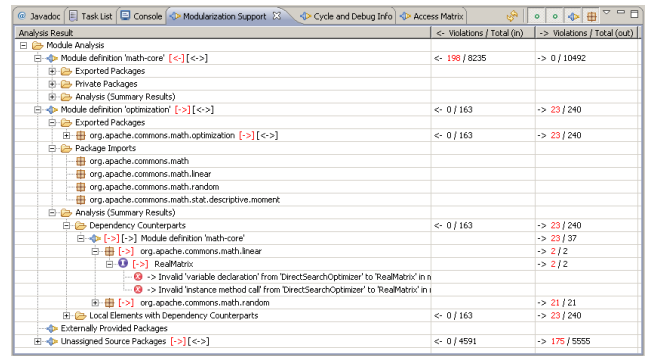 @ Javadoc Task List Console Modularization Support Cycle and Debug Info Access Matrix
Analysis Result <- Violations / Total (in) -> Violations / Total (out)
Module Analysis
Module definition 'math-core' [<-][<->] <- 198 / 8235 -> 0 / 10492
Exported Packages
Private Packages
Analysis (Summary Results)
Module definition 'optimization' [->][<->] <- 0 / 163 -> 23 / 240
Exported Packages
org.apache.commons.math.optimization [->][<->] <- 0 / 163 -> 23 / 240
Package Imports
org.apache.commons.math
org.apache.commons.math.linear
org.apache.commons.math.random
org.apache.commons.math.stat.descriptive.moment
Analysis (Summary Results)
Dependency Counterparts <- 0 / 163 -> 23 / 240
[->][->] Module definition 'math-core' -> 23 / 37
[->] org.apache.commons.math.linear -> 2 / 2
I [->] RealMatrix -> 2 / 2
-> Invalid 'variable declaration' from 'DirectSearchOptimizer' to 'RealMatrix' in
-> Invalid 'instance method call' from 'DirectSearchOptimizer' to 'RealMatrix' in
[->] org.apache.commons.math.random -> 21 / 21
Local Elements with Dependency Counterparts <- 0 / 163 -> 23 / 240
Externally Provided Packages
Unassigned Source Packages [->][<->] <- 0 / 4591 -> 175 / 5555